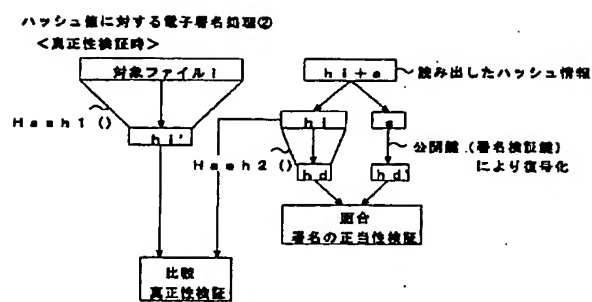 ハッシュ値に対する電子署名処理②
<真正性検証時>
対象ファイルi
hi+s
読み出したハッシュ情報
Hash1()
hi'
hi
s
Hash2()
公開鍵(署名検証鍵)
により復号化
hd
hd'
照合
署名の正当性検証
比較
真正性検証